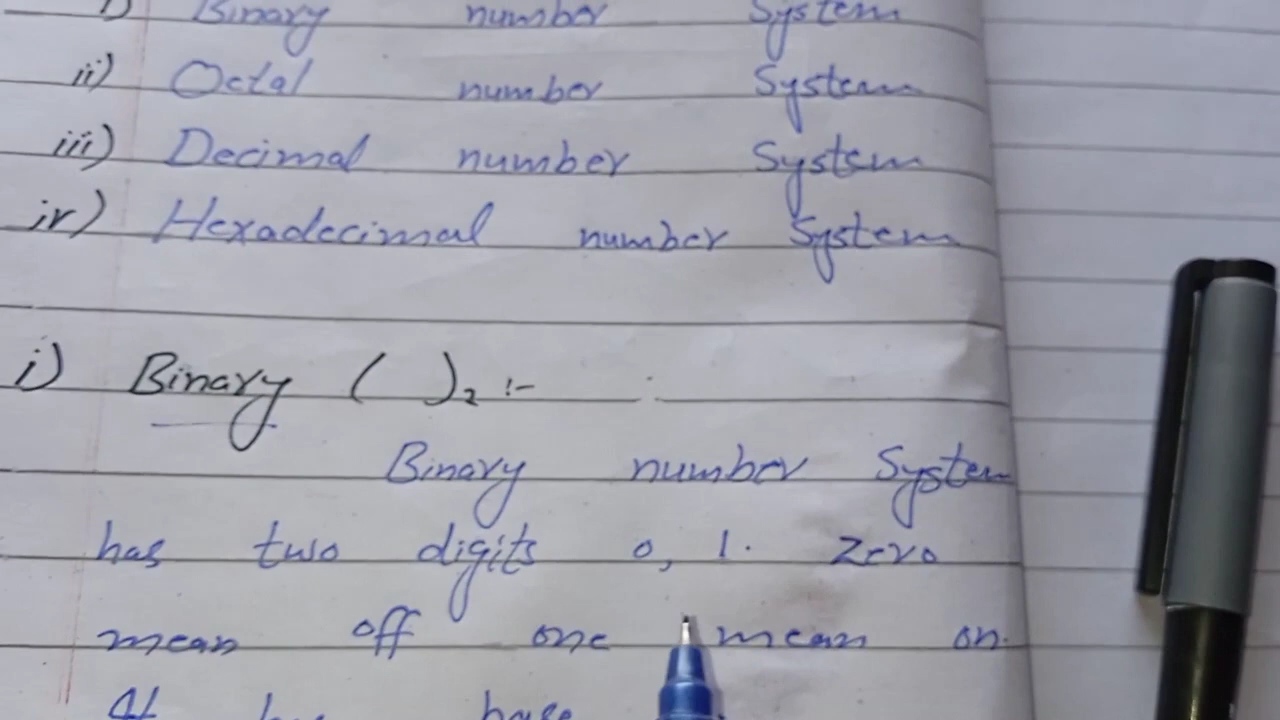 i) Binary number System
ii) Octal number System
iii) Decimal number System
iv) Hexadecimal number System
i) Binary ( )₂ :-
Binary number System
has two digits 0, 1. Zero
mean off one mean on.
base